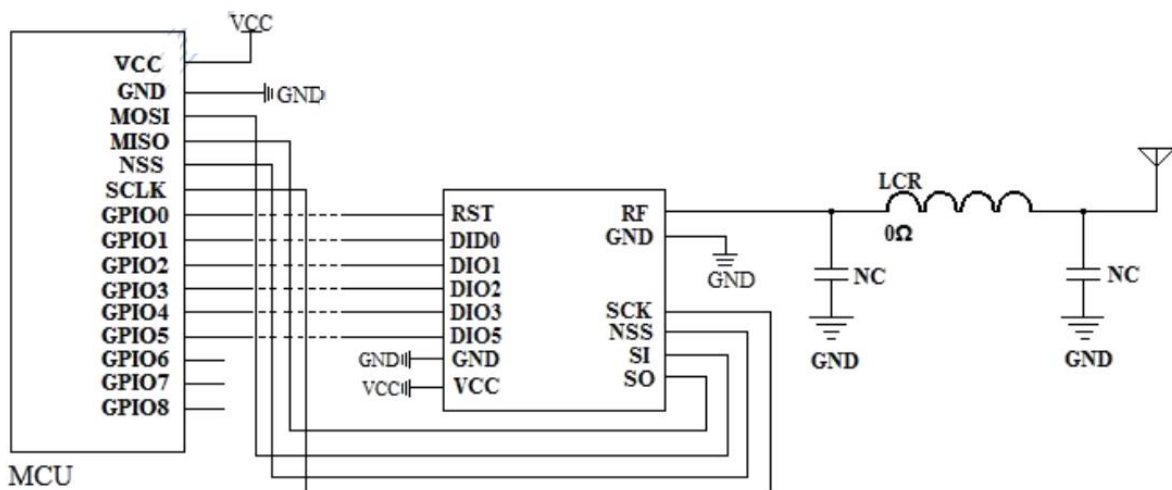 VCC
VCC
GND
GND
MOSI
MISO
NSS
SCLK
GPIO0
GPIO1
GPIO2
GPIO3
GPIO4
GPIO5
GPIO6
GPIO7
GPIO8
MCU
RST
DID0
DIO1
DIO2
DIO3
DIO5
GND
GND
VCC
VCC
RF
GND
GND
SCK
NSS
SI
SO
LCR
0Ω
NC
GND
NC
GND